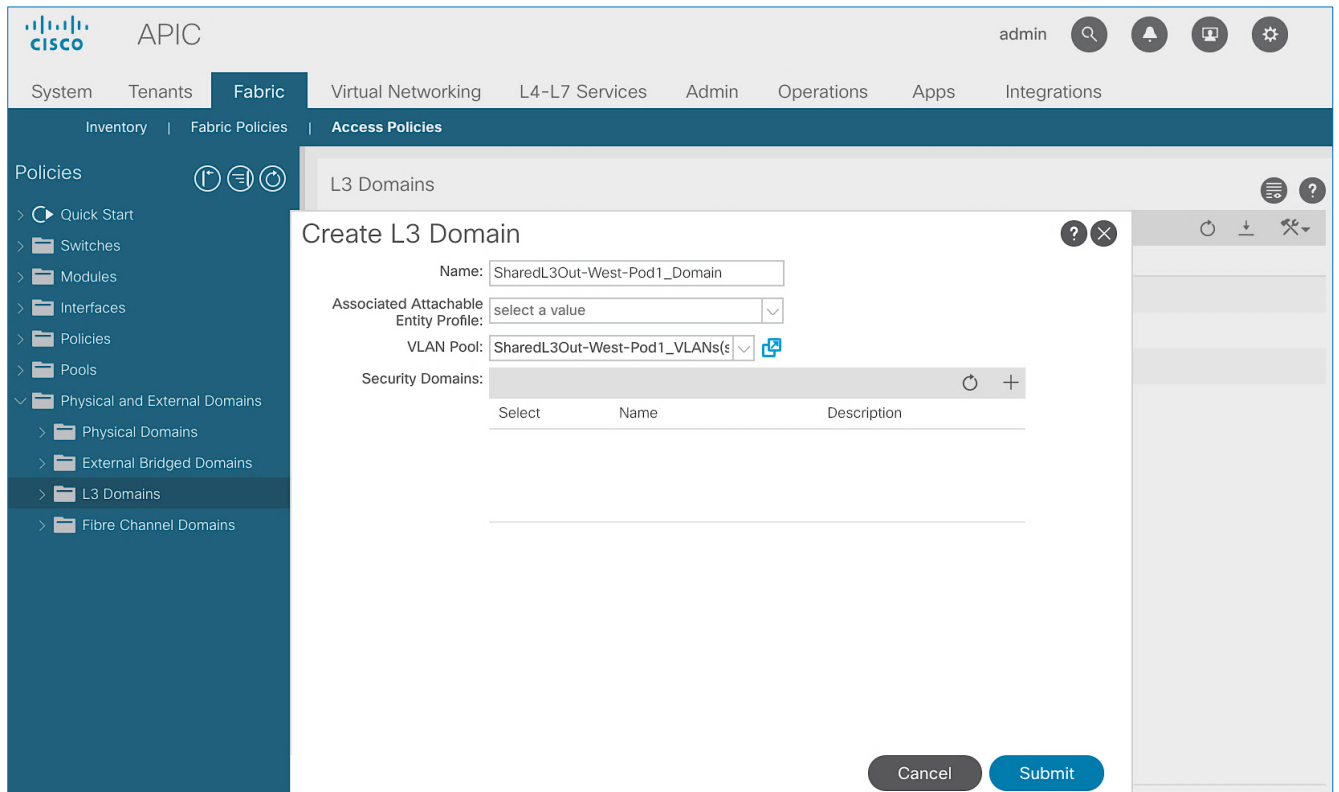 CISCO
APIC
admin
System Tenants Fabric Virtual Networking L4-L7 Services Admin Operations Apps Integrations
Inventory | Fabric Policies | Access Policies
Policies
Quick Start
Switches
Modules
Interfaces
Policies
Pools
Physical and External Domains
Physical Domains
External Bridged Domains
L3 Domains
Fibre Channel Domains
L3 Domains
Create L3 Domain
Name: SharedL3Out-West-Pod1_Domain
Associated Attachable
Entity Profile: select a value
VLAN Pool: SharedL3Out-West-Pod1_VLANs(s
Security Domains:
Select Name Description
Cancel Submit